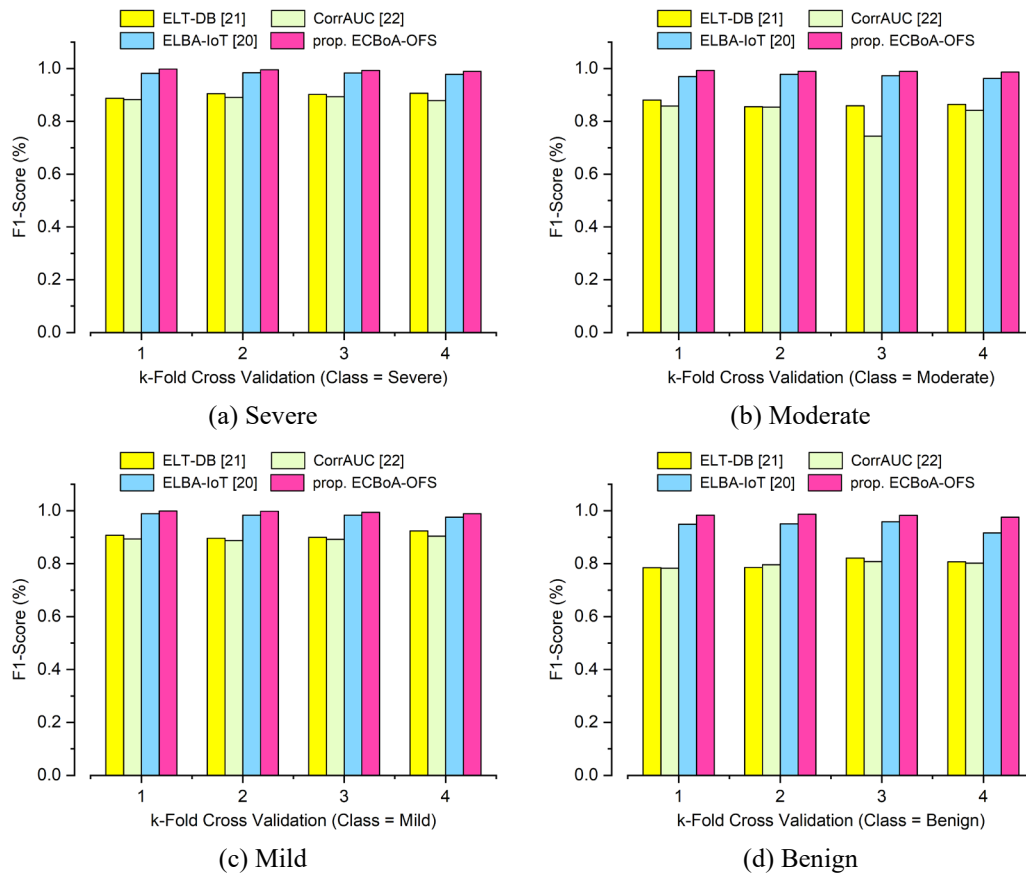 ELT-DB [21] CorrAUC [22]
ELBA-IoT [20] prop. ECBoA-OFS
1.0
0.8
0.6
0.4
0.2
0.0
F1-Score (%)
1 2 3 4
k-Fold Cross Validation (Class = Severe)
(a) Severe
ELT-DB [21] CorrAUC [22]
ELBA-IoT [20] prop. ECBoA-OFS
1.0
0.8
0.6
0.4
0.2
0.0
F1-Score (%)
1 2 3 4
k-Fold Cross Validation (Class = Moderate)
(b) Moderate
ELT-DB [21] CorrAUC [22]
ELBA-IoT [20] prop. ECBoA-OFS
1.0
0.8
0.6
0.4
0.2
0.0
F1-Score (%)
1 2 3 4
k-Fold Cross Validation (Class = Mild)
(c) Mild
ELT-DB [21] CorrAUC [22]
ELBA-IoT [20] prop. ECBoA-OFS
1.0
0.8
0.6
0.4
0.2
0.0
F1-Score (%)
1 2 3 4
k-Fold Cross Validation (Class = Benign)
(d) Benign